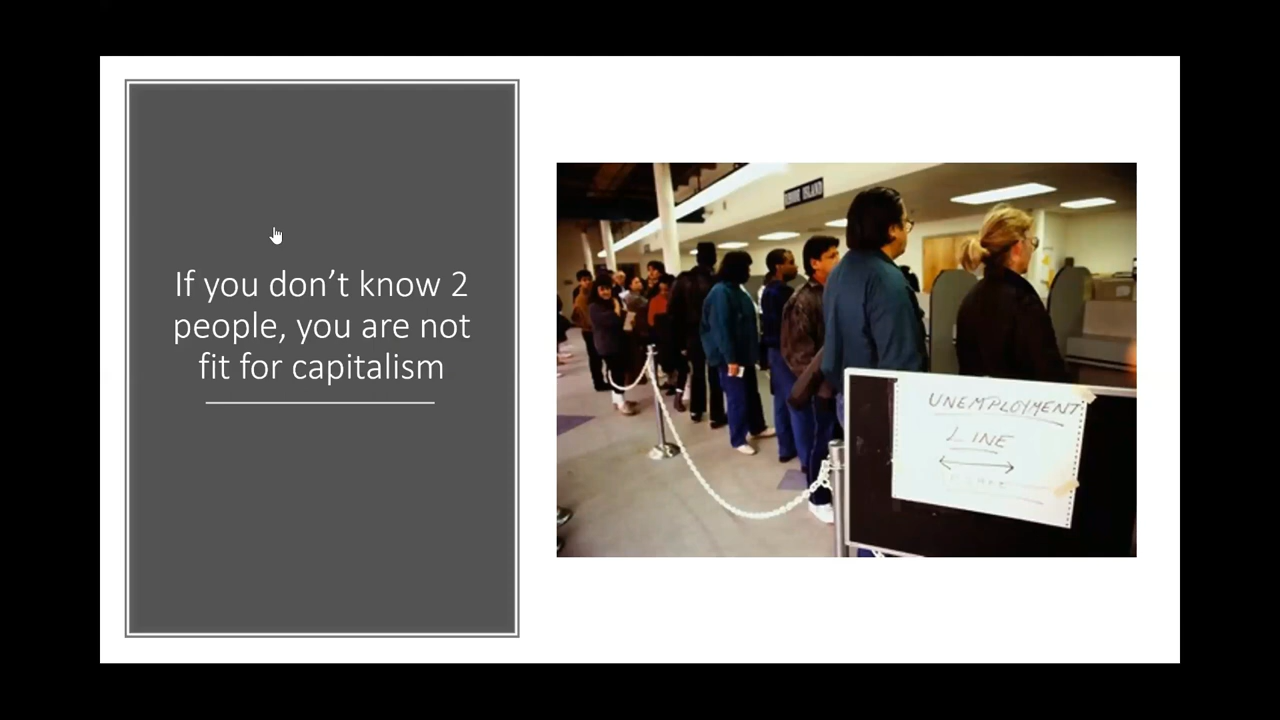 If you don’t know 2
people, you are not
fit for capitalism
RHODE ISLAND
UNEMPLOYMENT
LINE